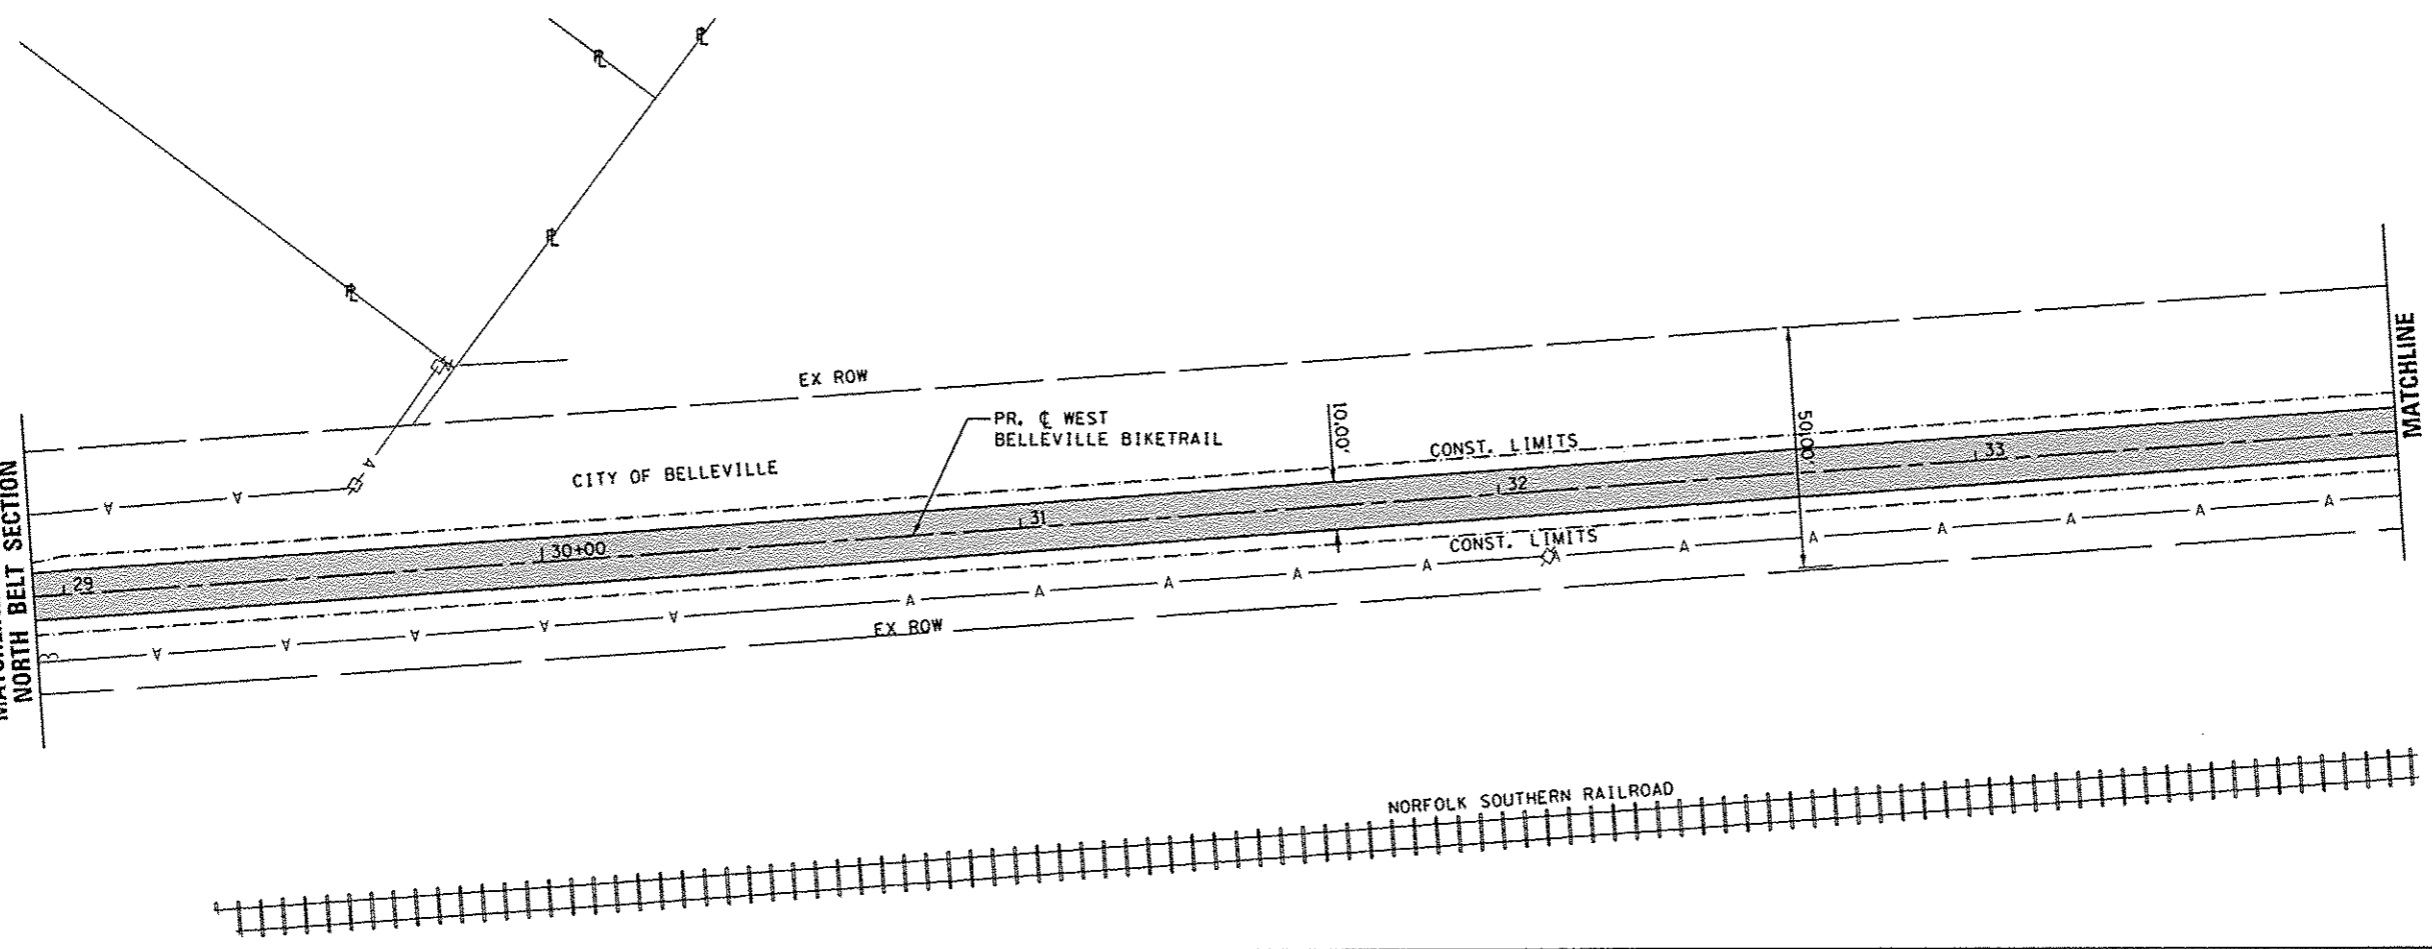 EX ROW
PR. ℄ WEST
BELLEVILLE BIKETRAIL
10.00'
CONST. LIMITS
50.00'
MATCHLINE
CITY OF BELLEVILLE
33
32
31
30+00
29
CONST. LIMITS
EX ROW
NORTH BELT SECTION
NORFOLK SOUTHERN RAILROAD